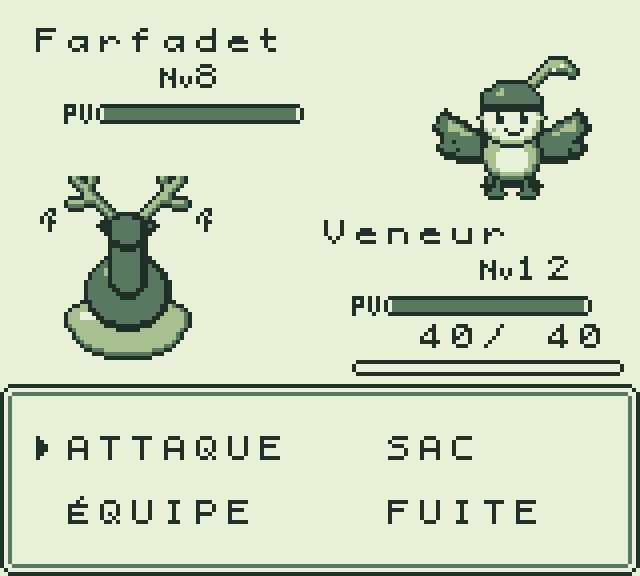 Farfadet
Nv8
PV
Veneur
Nv12
PV
40/ 40
ATTAQUE SAC
ÉQUIPE FUITE